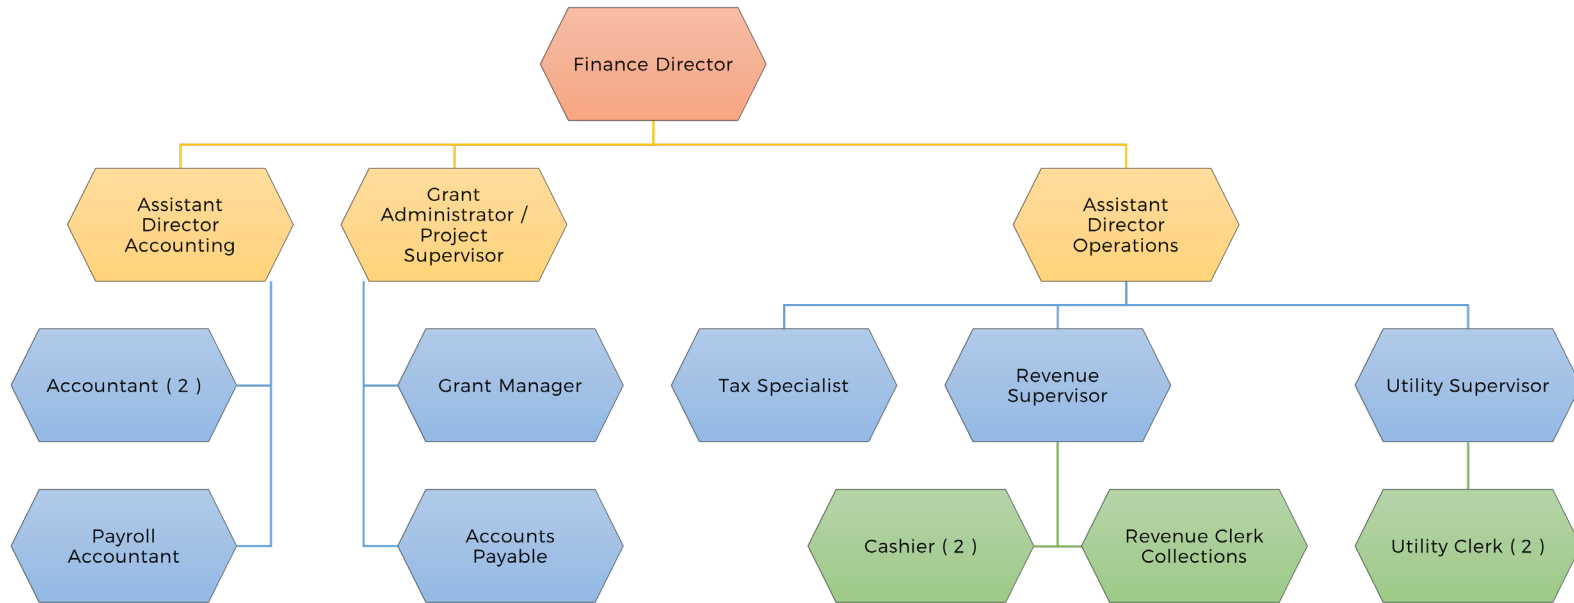 Finance Director
Assistant
Director
Accounting
Grant
Administrator /
Project
Supervisor
Assistant
Director
Operations
Accountant ( 2 )
Grant Manager
Tax Specialist
Revenue
Supervisor
Utility Supervisor
Payroll
Accountant
Accounts
Payable
Cashier ( 2 )
Revenue Clerk
Collections
Utility Clerk ( 2 )